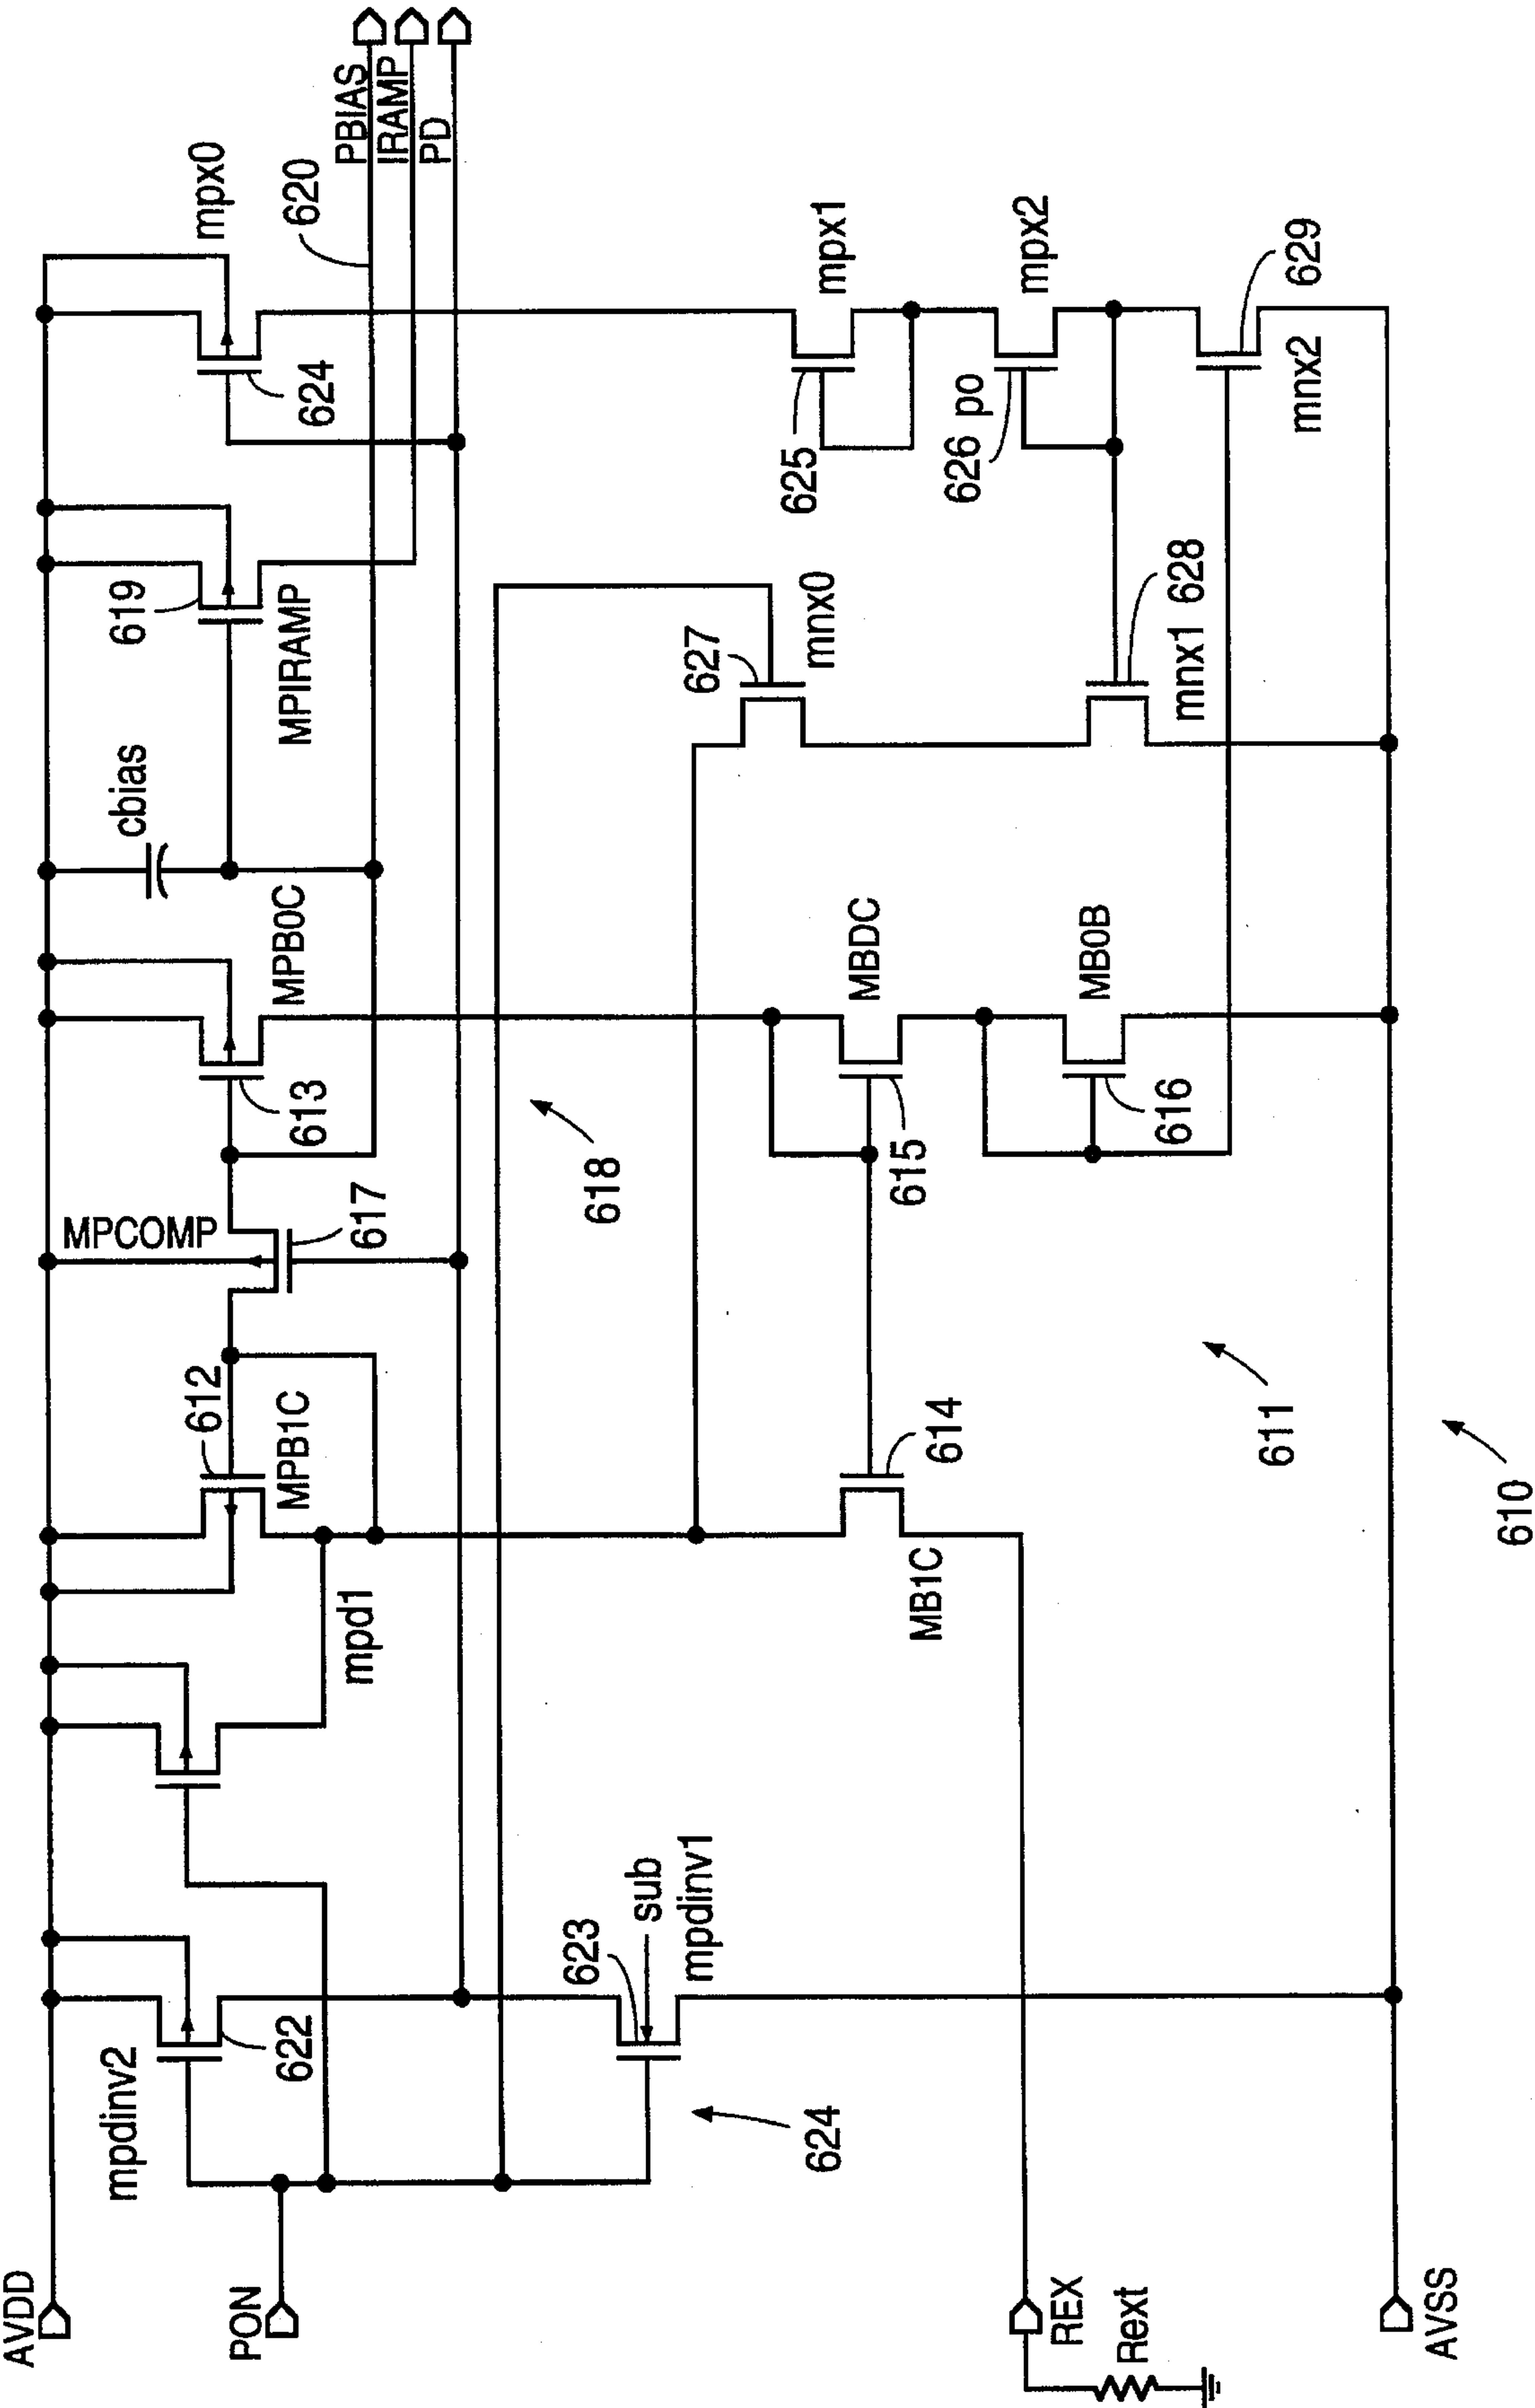 AVDD
PON
REX
Rext
AVSS
mpdinv2
622
623
sub
mpdinv1
624
mpd1
612
MPB1C
MB1C
614
MPCOMP
617
613
MPB0C
618
MBDC
615
MB0B
616
611
610
cbias
619
MPIRAMP
627
mnx0
mnx1
628
624
mpx0
620
PBIAS
IRAMP
PD
625
mpx1
626
po
mpx2
mnx2
629